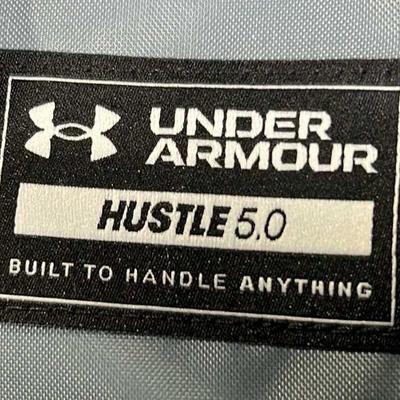 UNDER
ARMOUR
HUSTLE 5.0
BUILT TO HANDLE ANYTHING